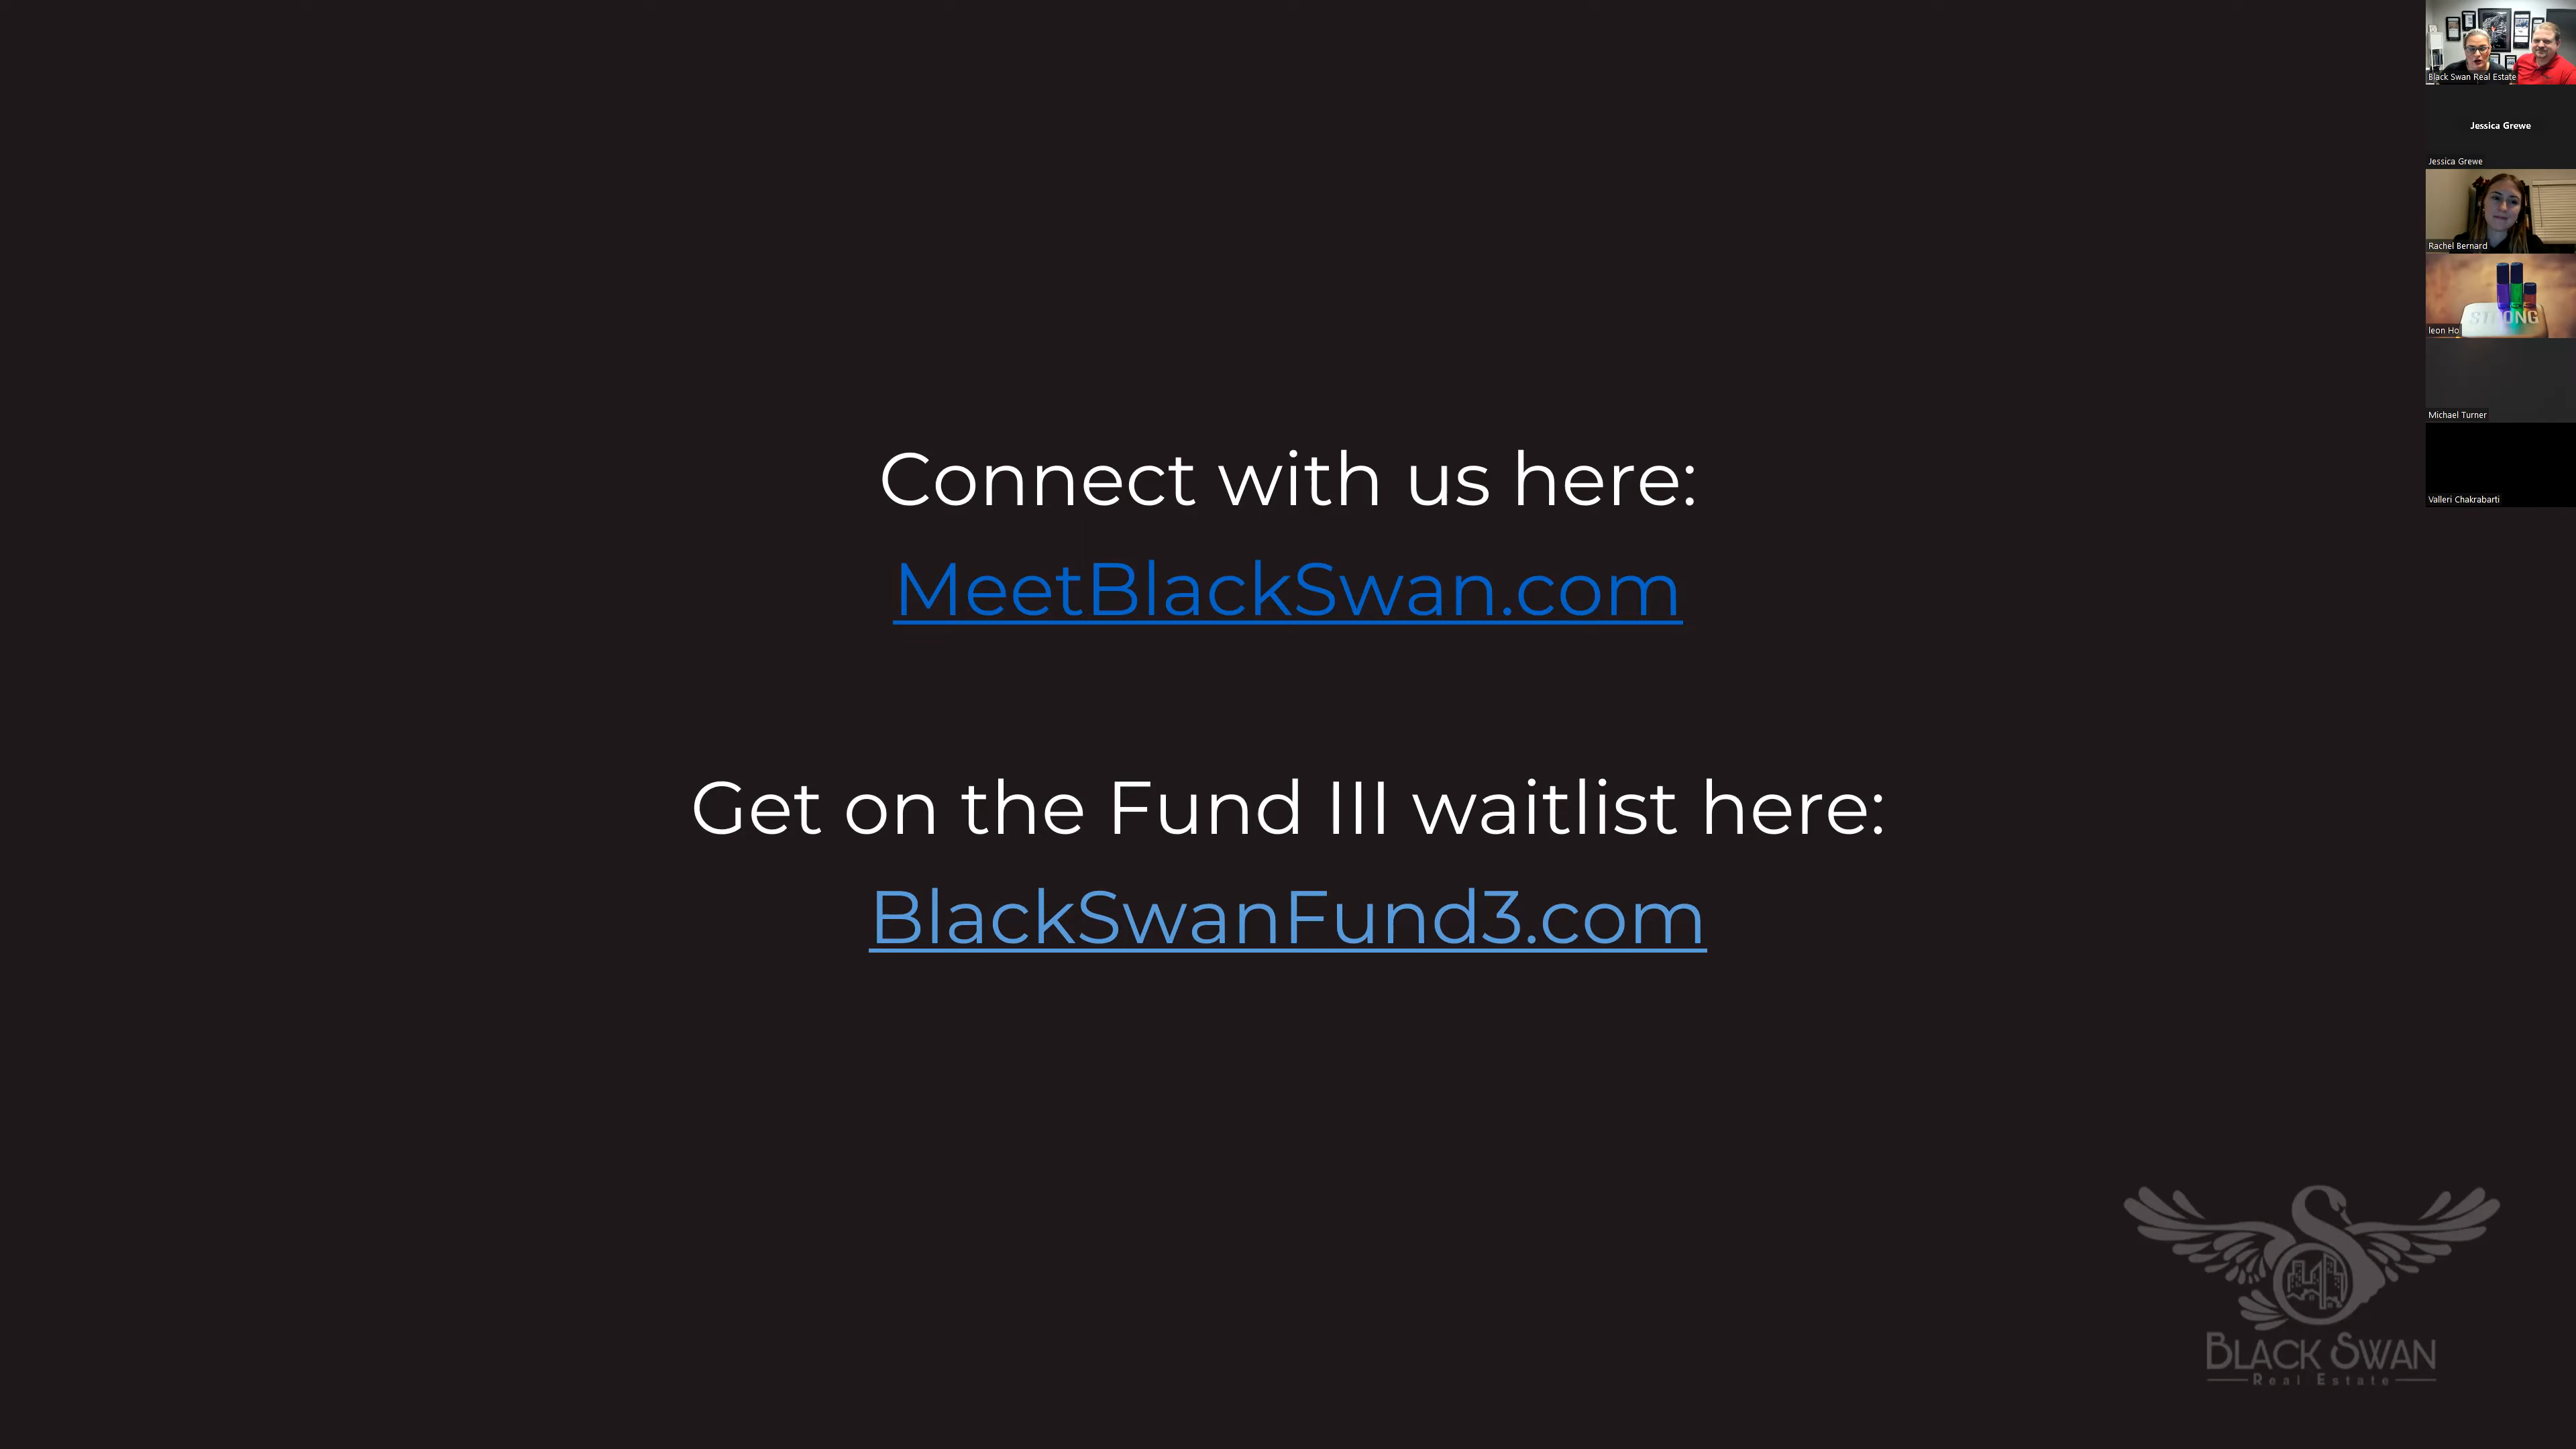 Connect with us here:
MeetBlackSwan.com
Get on the Fund III waitlist here:
BlackSwanFund3.com
Black Swan Real Estate
Jessica Grewe
Jessica Grewe
Rachel Bernard
STRONG
leon Ho
Michael Turner
Valleri Chakrabarti
BLACK SWAN
Real Estate